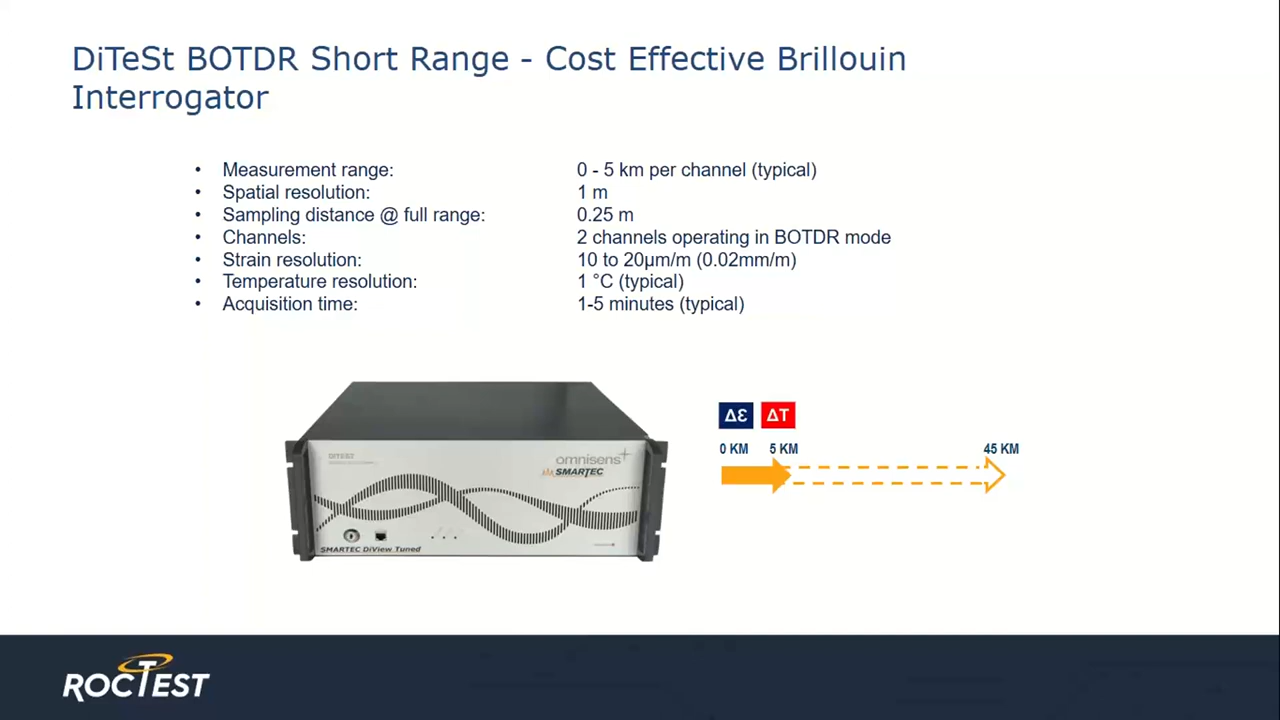 DiTeSt BOTDR Short Range - Cost Effective Brillouin
Interrogator
• Measurement range: 0 - 5 km per channel (typical)
• Spatial resolution: 1 m
• Sampling distance @ full range: 0.25 m
• Channels: 2 channels operating in BOTDR mode
• Strain resolution: 10 to 20µm/m (0.02mm/m)
• Temperature resolution: 1 °C (typical)
• Acquisition time: 1-5 minutes (typical)
DITEST
omnisens
SMARTEC
SMARTEC DiView Tuned
Δε ΔT
0 KM 5 KM 45 KM
ROCTEST